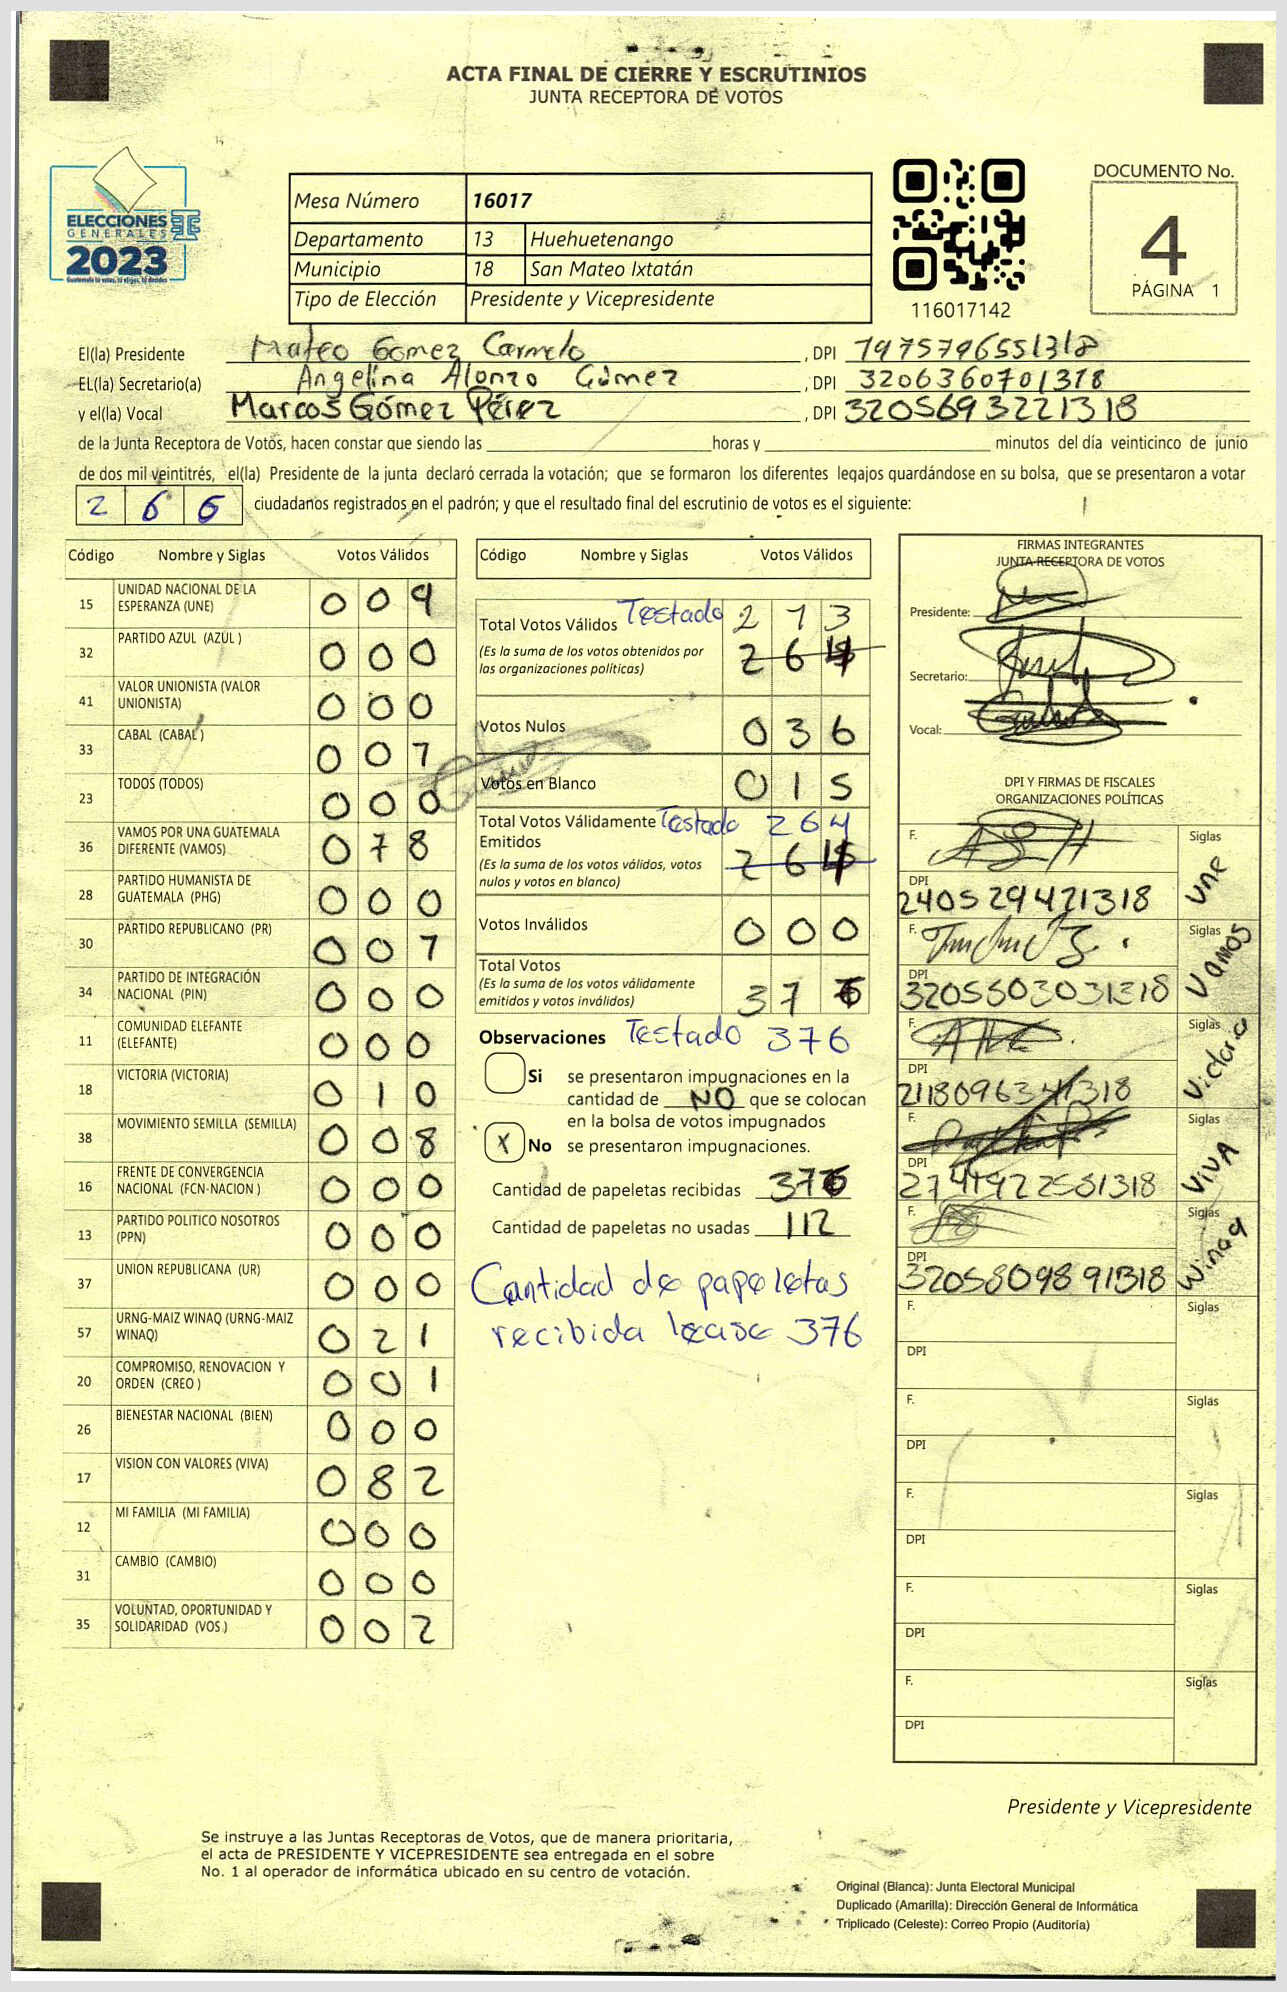 ACTA FINAL DE CIERRE Y ESCRUTINIOS
JUNTA RECEPTORA DE VOTOS
ELECCIONES
GENERALES
2023
Mesa Número 16017
Departamento 13 Huehuetenango
Municipio 18 San Mateo Ixtatán
Tipo de Elección Presidente y Vicepresidente
116017142
DOCUMENTO No.
4
PÁGINA 1
El(la) Presidente Mateo Gomez Carmelo, DPI 1975796551318
EL(la) Secretario(a) Angelina Alonzo Gómez, DPI 3206360701318
y el(la) Vocal Marcos Gómez Pérez, DPI 3205693221318
de la Junta Receptora de Votos, hacen constar que siendo las horas y minutos del día veinticinco de junio
de dos mil veintitrés, el(la) Presidente de la junta declaró cerrada la votación; que se formaron los diferentes legajos quardándose en su bolsa, que se presentaron a votar
2 6 6 ciudadanos registrados en el padrón; y que el resultado final del escrutinio de votos es el siguiente:
Código Nombre y Siglas Votos Válidos
15 UNIDAD NACIONAL DE LA ESPERANZA (UNE) 0 0 9
32 PARTIDO AZUL (AZUL ) 0 0 0
41 VALOR UNIONISTA (VALOR UNIONISTA) 0 0 0
33 CABAL (CABAL ) 0 0 7
23 TODOS (TODOS) 0 0 0
36 VAMOS POR UNA GUATEMALA DIFERENTE (VAMOS) 0 7 8
28 PARTIDO HUMANISTA DE GUATEMALA (PHG) 0 0 0
30 PARTIDO REPUBLICANO (PR) 0 0 7
34 PARTIDO DE INTEGRACIÓN NACIONAL (PIN) 0 0 0
11 COMUNIDAD ELEFANTE (ELEFANTE) 0 0 0
18 VICTORIA (VICTORIA) 0 1 0
38 MOVIMIENTO SEMILLA (SEMILLA) 0 0 8
16 FRENTE DE CONVERGENCIA NACIONAL (FCN-NACION ) 0 0 0
13 PARTIDO POLITICO NOSOTROS (PPN) 0 0 0
37 UNION REPUBLICANA (UR) 0 0 0
57 URNG-MAIZ WINAQ (URNG-MAIZ WINAQ) 0 2 1
20 COMPROMISO, RENOVACION Y ORDEN (CREO ) 0 0 1
26 BIENESTAR NACIONAL (BIEN) 0 0 0
17 VISION CON VALORES (VIVA) 0 8 2
12 MI FAMILIA (MI FAMILIA) 0 0 0
31 CAMBIO (CAMBIO) 0 0 0
35 VOLUNTAD, OPORTUNIDAD Y SOLIDARIDAD (VOS ) 0 0 2
Código Nombre y Siglas Votos Válidos
Total Votos Válidos Testado 2 1 3
(Es la suma de los votos obtenidos por 2 6 4
las organizaciones políticas)
Votos Nulos 0 3 6
Votos en Blanco 0 1 5
Total Votos Válidamente Testado 2 6 4
Emitidos 2 6
(Es la suma de los votos válidos, votos
nulos y votos en blanco)
Votos Inválidos 0 0 0
Total Votos
(Es la suma de los votos válidamente
emitidos y votos inválidos) 3 7 6
Observaciones Testado 376
Si se presentaron impugnaciones en la
cantidad de NO que se colocan
en la bolsa de votos impugnados
X No se presentaron impugnaciones.
Cantidad de papeletas recibidas 376
Cantidad de papeletas no usadas 112
Cantidad de papeletas
recibida lease 376
FIRMAS INTEGRANTES
JUNTA RECEPTORA DE VOTOS
Presidente:
Secretario:
Vocal:
DPI Y FIRMAS DE FISCALES
ORGANIZACIONES POLÍTICAS
F. Siglas UNE
DPI 2405294721318
F. Siglas Vamos
DPI 3205503031318
F. Siglas Victoria
DPI
F. Siglas VIVA
DPI
F. Siglas Winaq
DPI 3205809891318
F. Siglas
DPI
F. Siglas
DPI
F. Siglas
DPI
F. Siglas
DPI
F. Siglas
DPI
Presidente y Vicepresidente
Se instruye a las Juntas Receptoras de Votos, que de manera prioritaria,
el acta de PRESIDENTE Y VICEPRESIDENTE sea entregada en el sobre
No. 1 al operador de informática ubicado en su centro de votación.
Original (Blanca): Junta Electoral Municipal
Duplicado (Amarilla): Dirección General de Informática
Triplicado (Celeste): Correo Propio (Auditoría)